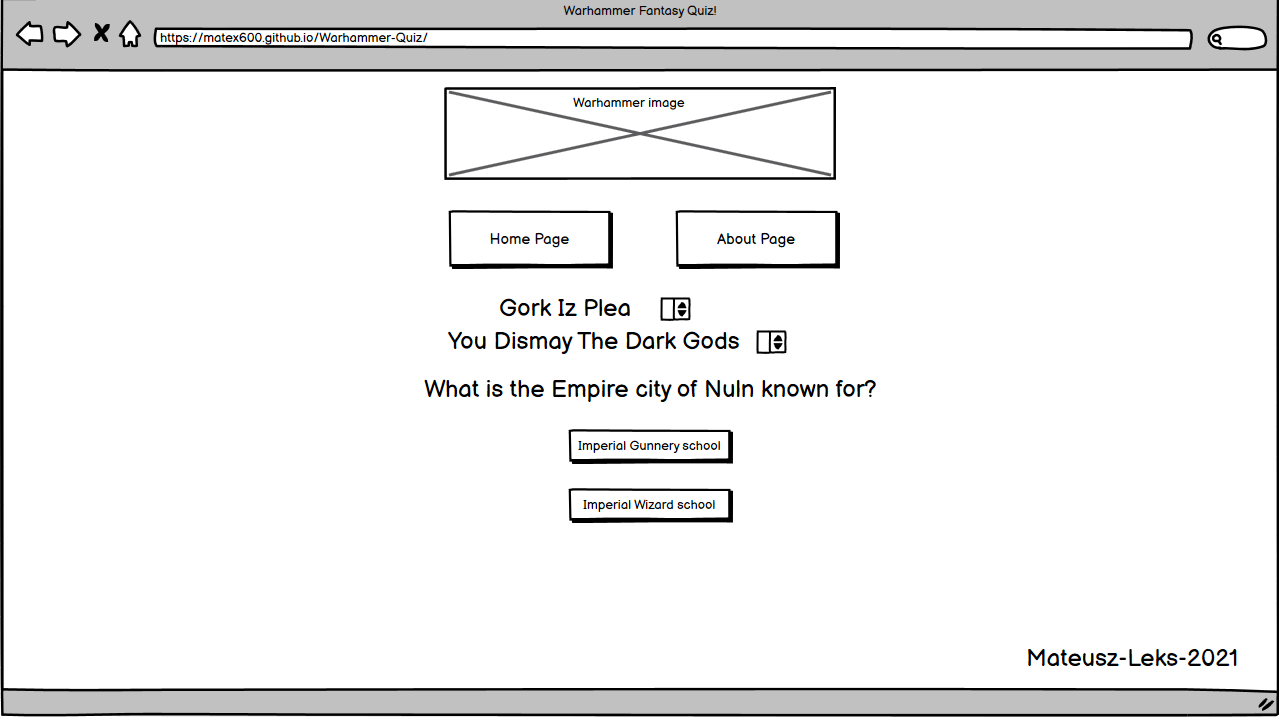 Warhammer Fantasy Quiz!
https://matex600.github.io/Warhammer-Quiz/
Warhammer image
Home Page
About Page
Gork Iz Plea
You Dismay The Dark Gods
What is the Empire city of Nuln known for?
Imperial Gunnery school
Imperial Wizard school
Mateusz-Leks-2021